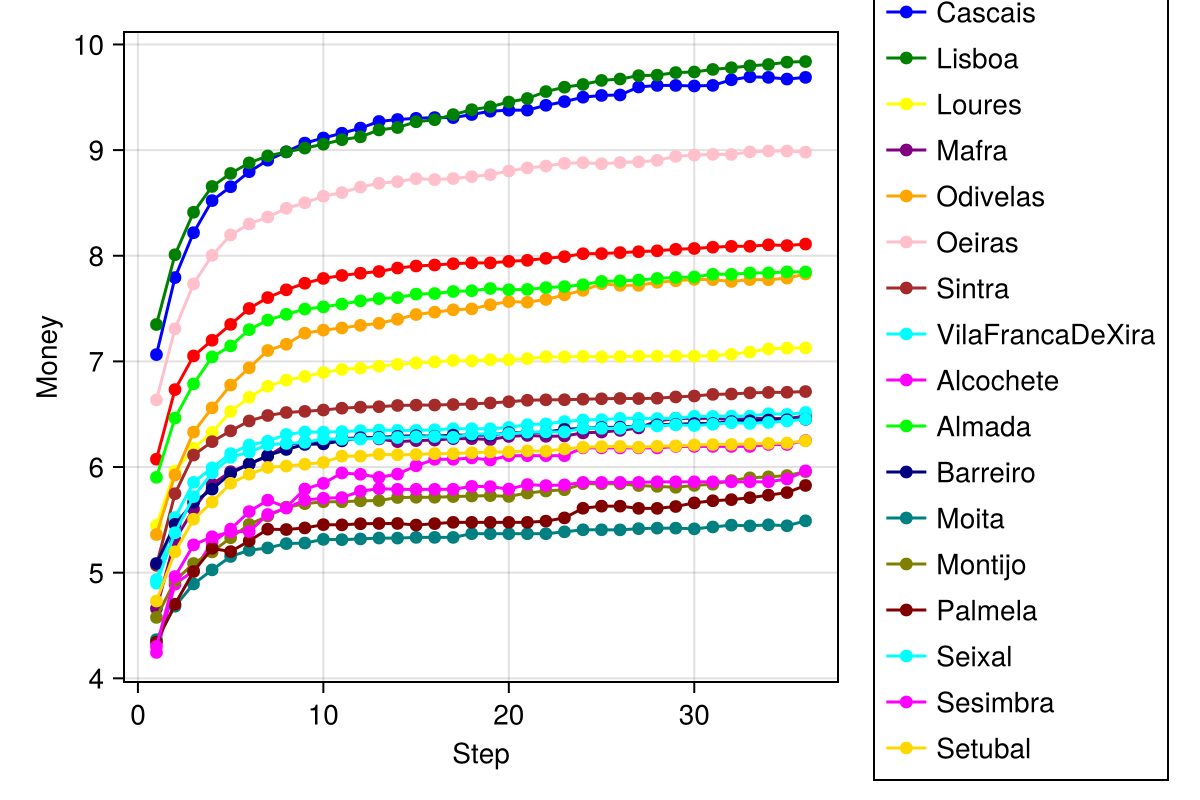 10
9
8
7
6
5
4
Money
0
10
20
30
Step
Cascais
Lisboa
Loures
Mafra
Odivelas
Oeiras
Sintra
VilaFrancaDeXira
Alcochete
Almada
Barreiro
Moita
Montijo
Palmela
Seixal
Sesimbra
Setubal